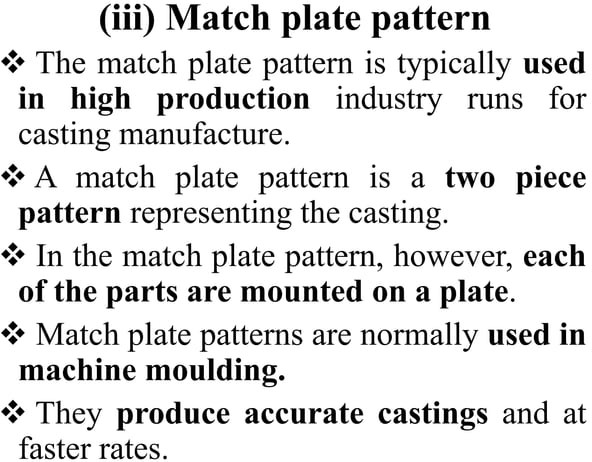 (iii) Match plate pattern
❖ The match plate pattern is typically used
in high production industry runs for
casting manufacture.
❖ A match plate pattern is a two piece
pattern representing the casting.
❖ In the match plate pattern, however, each
of the parts are mounted on a plate.
❖ Match plate patterns are normally used in
machine moulding.
❖ They produce accurate castings and at
faster rates.